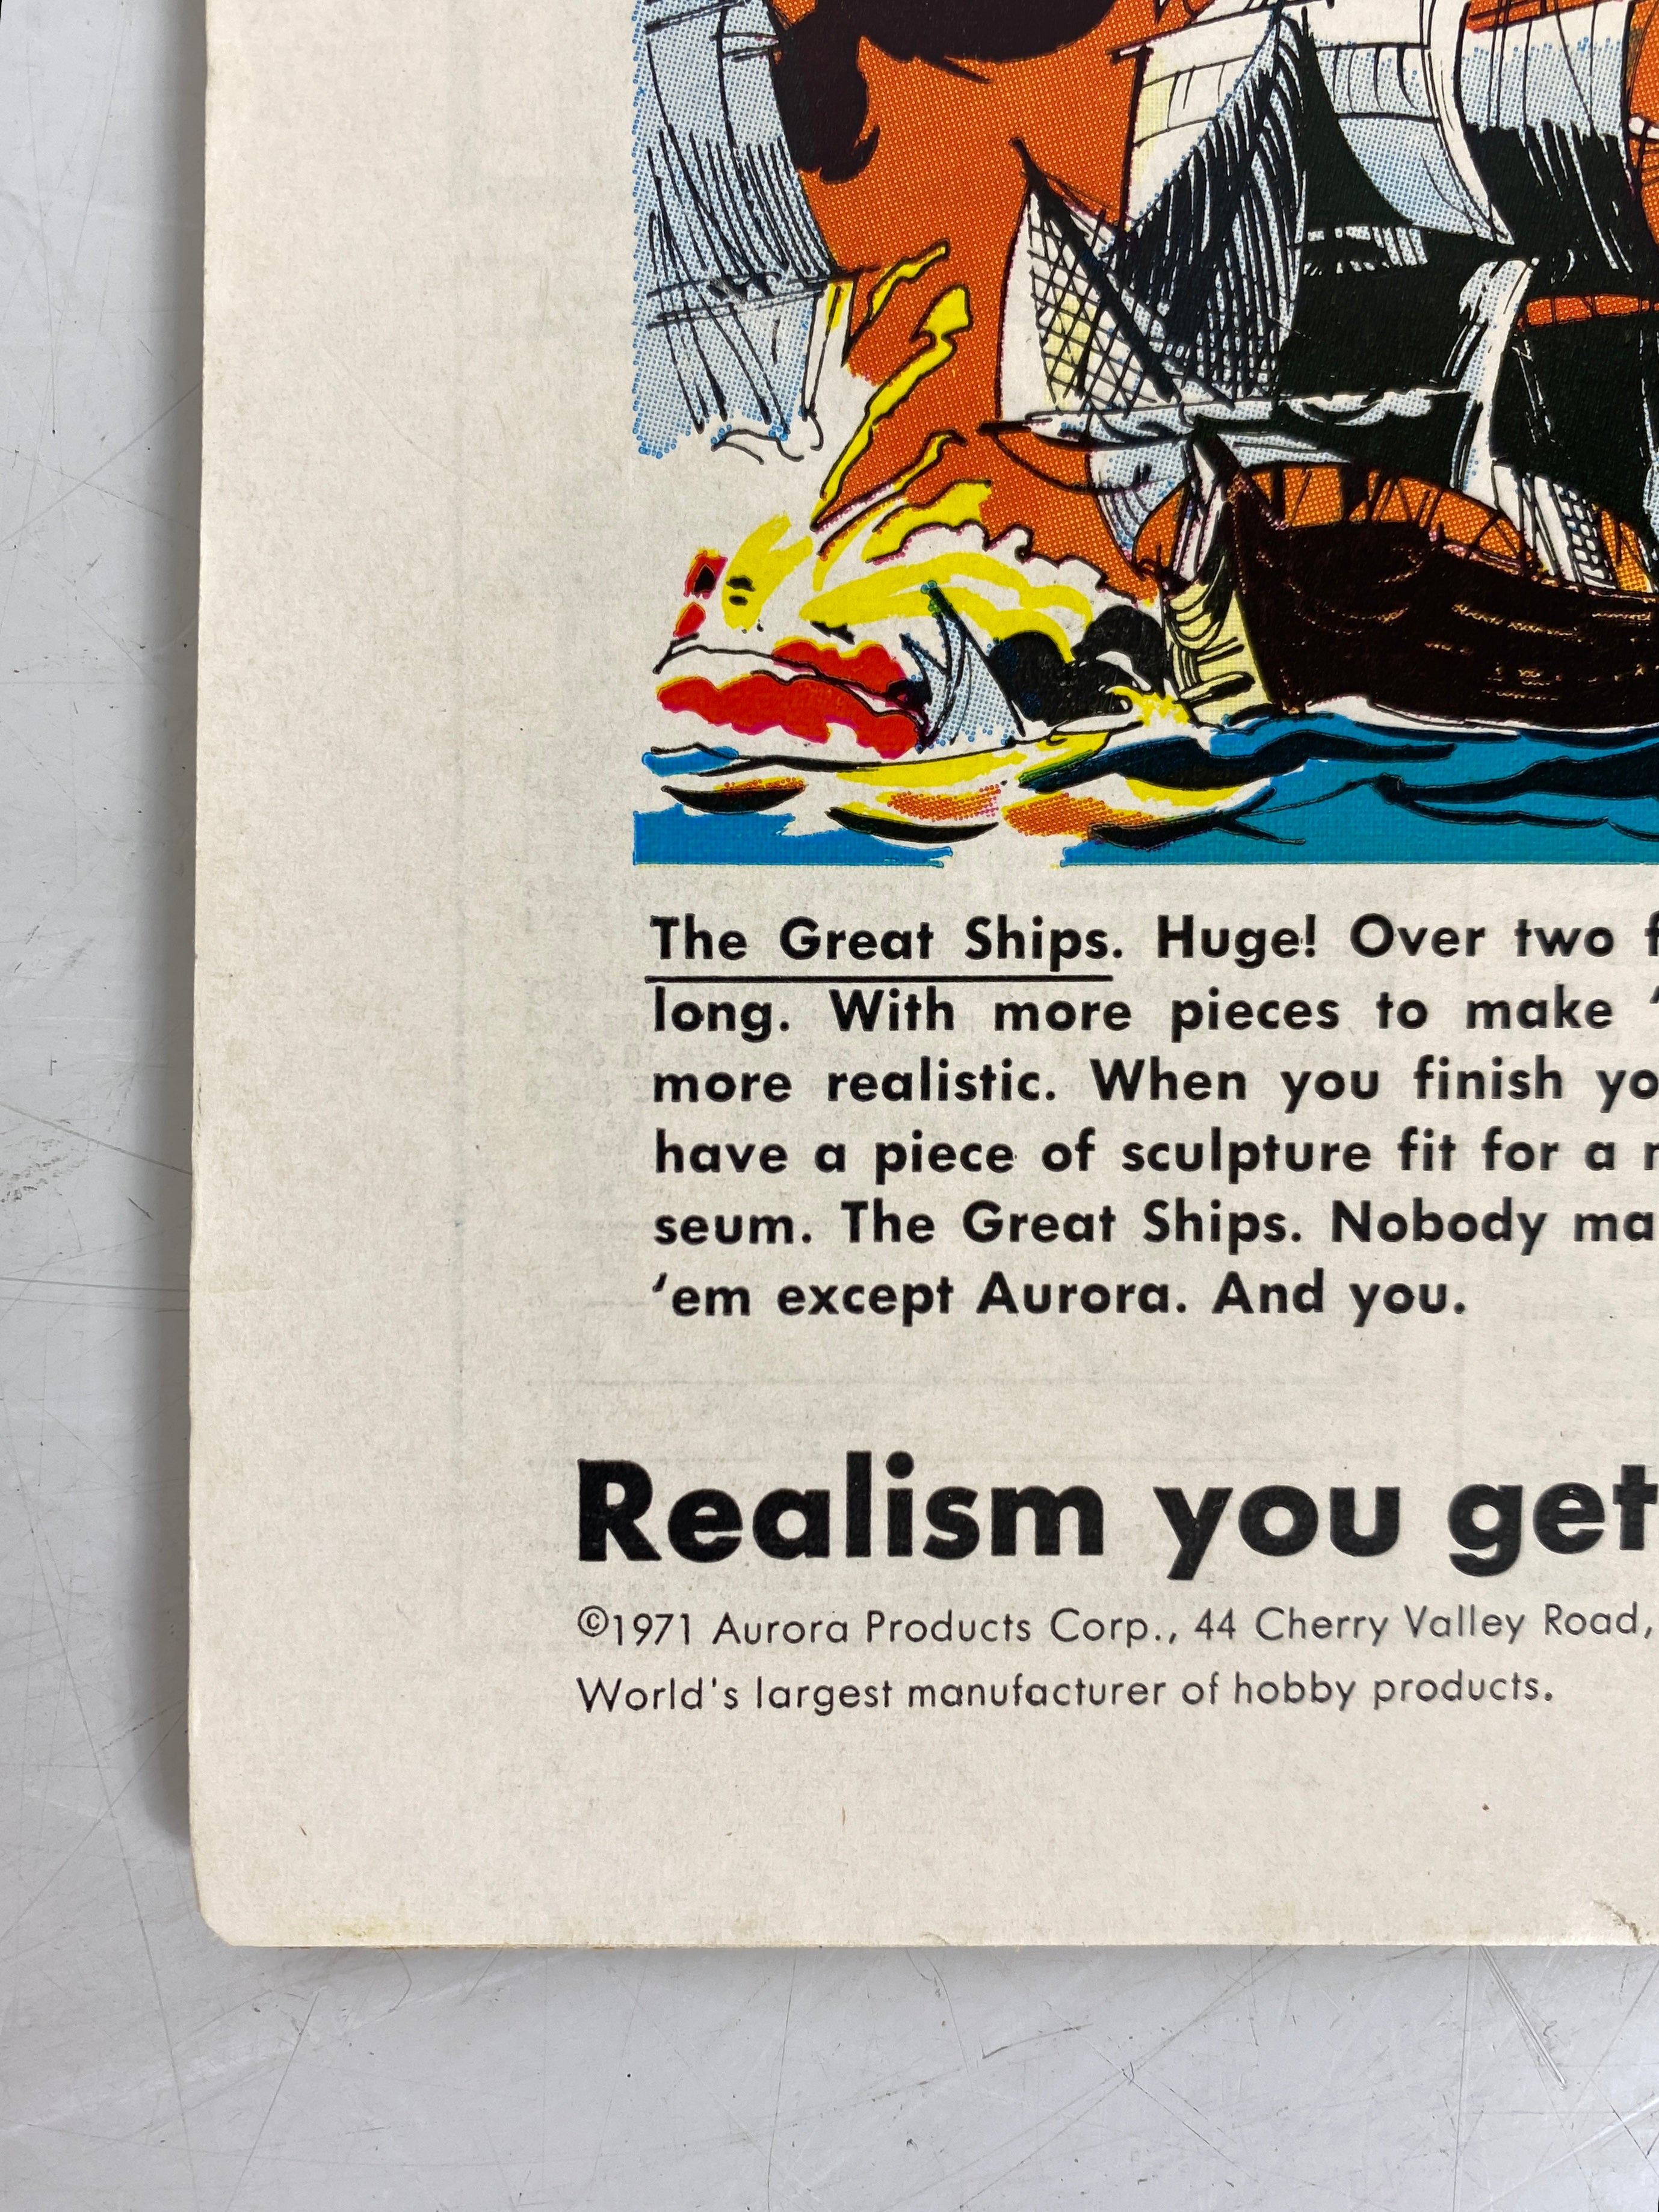 The Great Ships. Huge! Over two f
long. With more pieces to make ‘
more realistic. When you finish yo
have a piece of sculpture fit for a
seum. The Great Ships. Nobody ma
‘em except Aurora. And you.
Realism you get
©1971 Aurora Products Corp., 44 Cherry Valley Road,
World's largest manufacturer of hobby products.